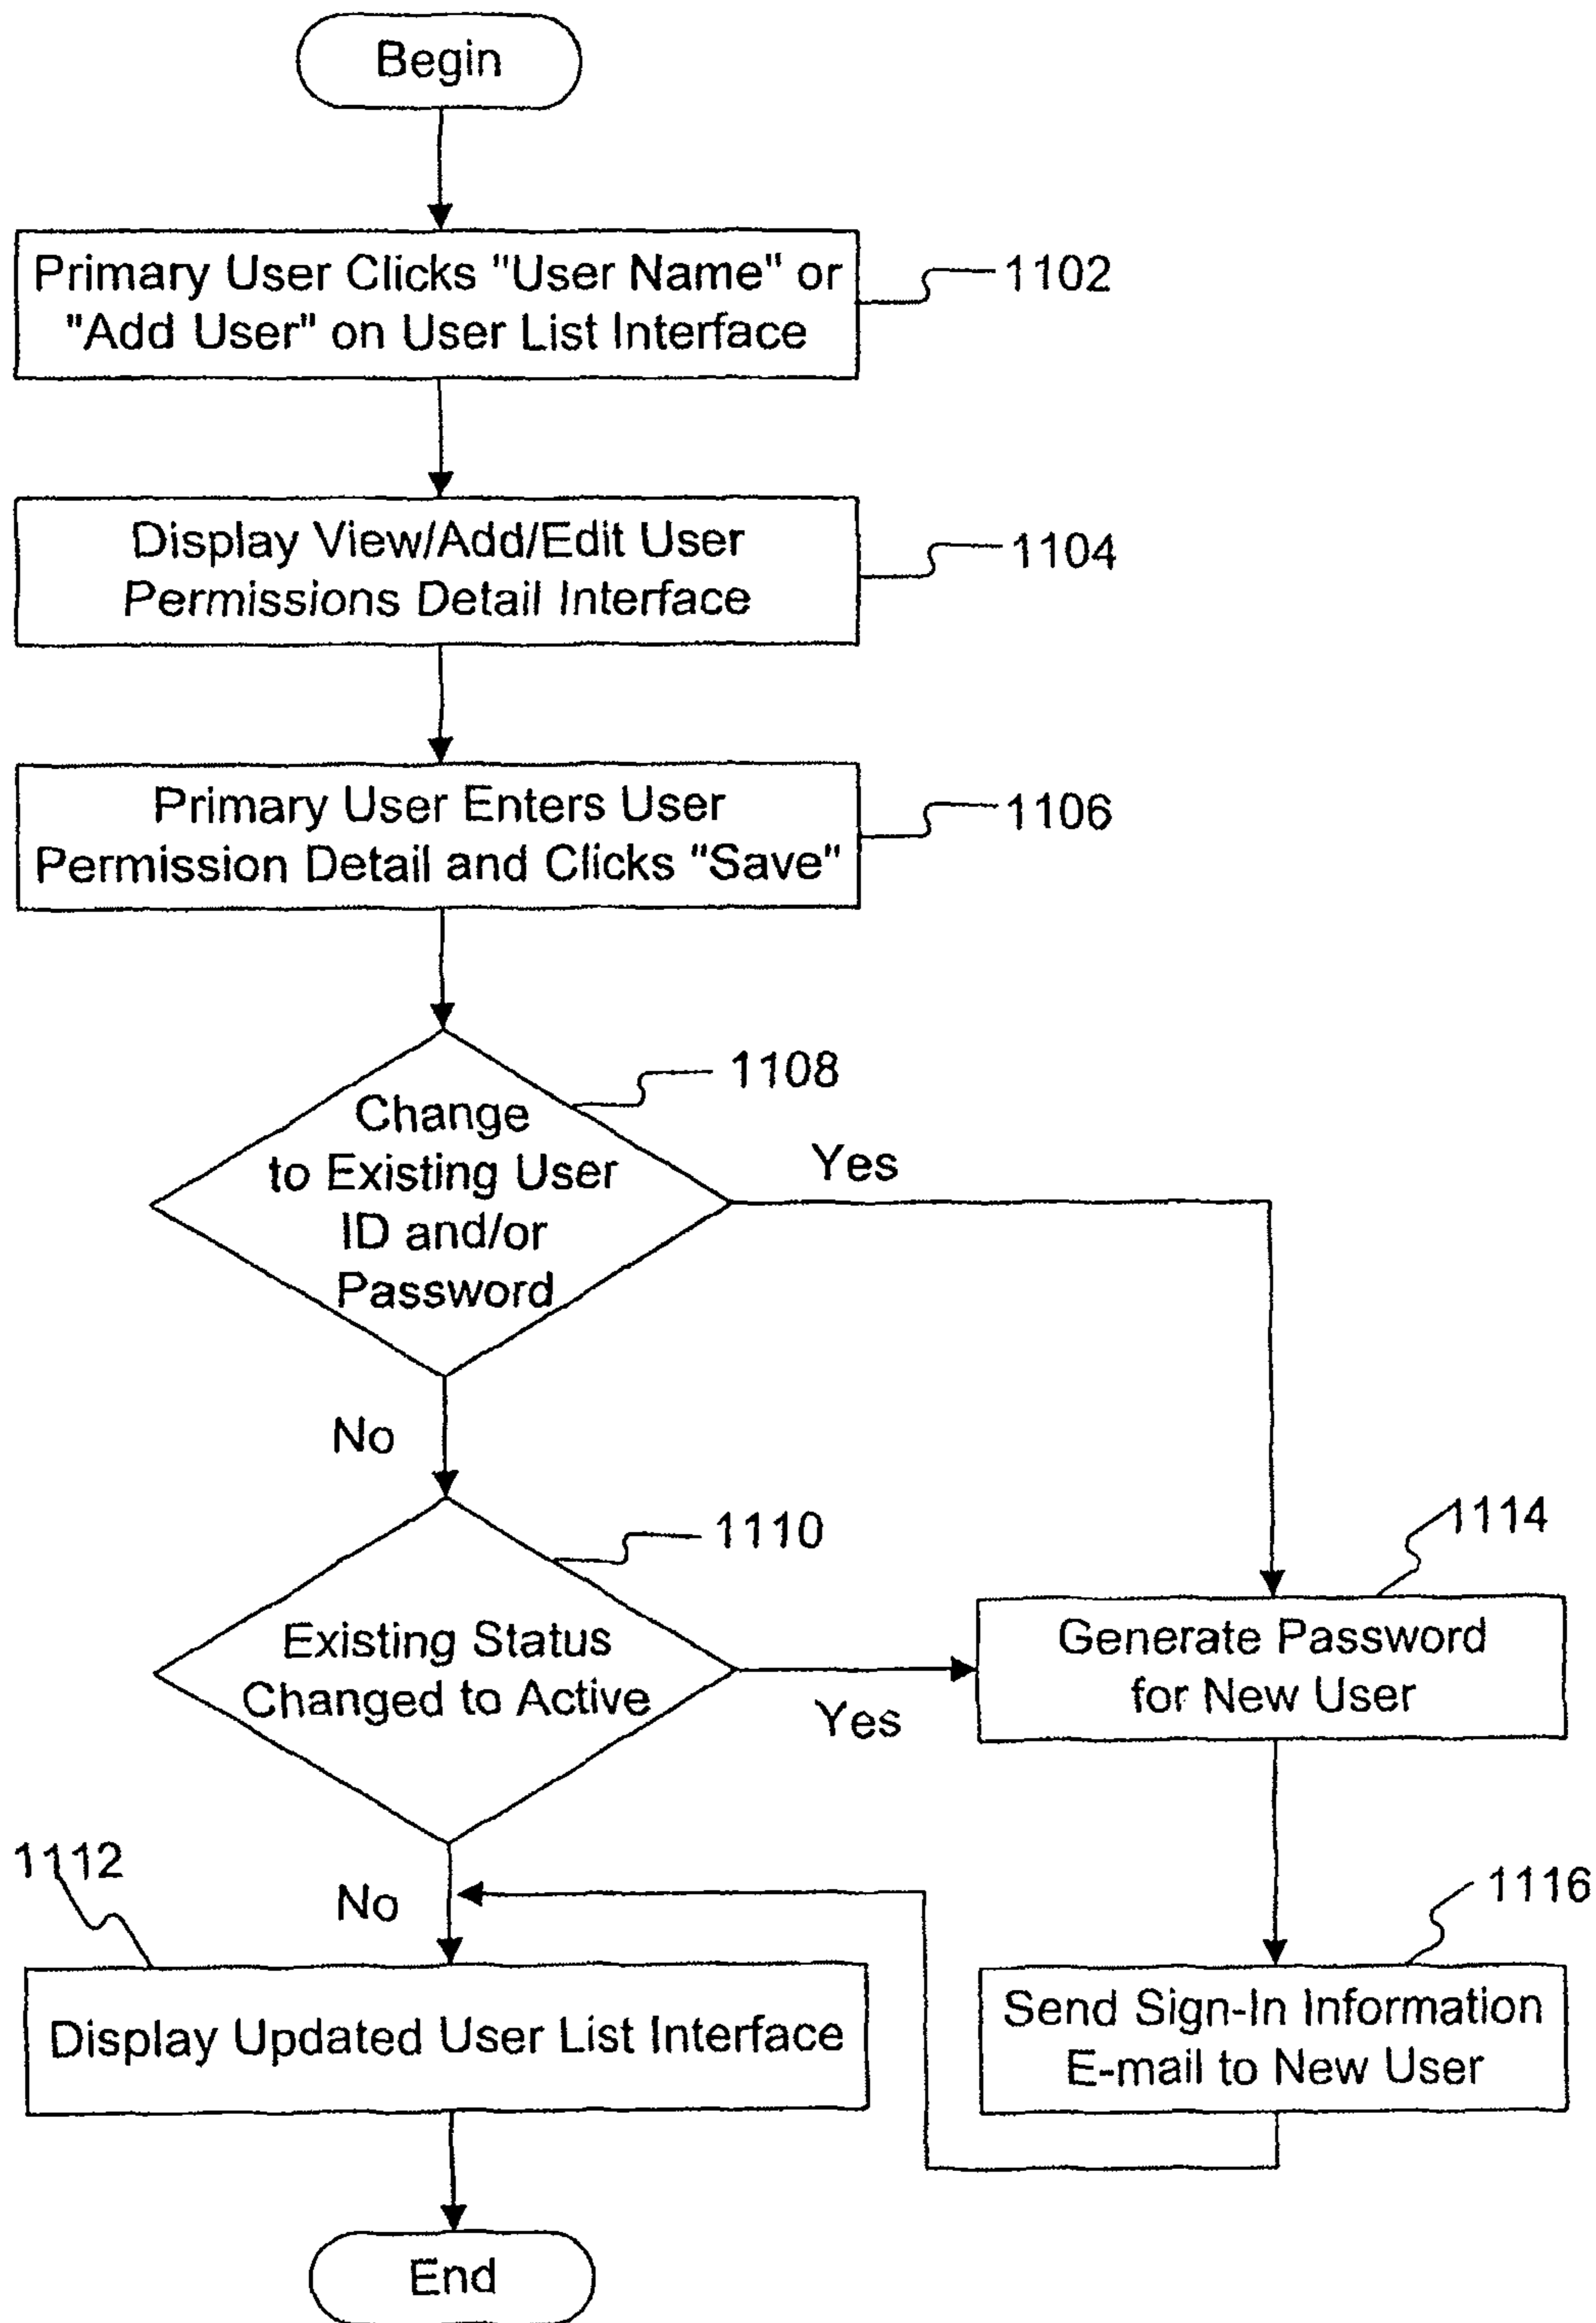 Begin
Primary User Clicks "User Name" or
"Add User" on User List Interface
1102
Display View/Add/Edit User
Permissions Detail Interface
1104
Primary User Enters User
Permission Detail and Clicks "Save"
1106
1108
Change
to Existing User
ID and/or
Password
Yes
No
1110
Existing Status
Changed to Active
Yes
1114
Generate Password
for New User
1112
No
1116
Display Updated User List Interface
Send Sign-In Information
E-mail to New User
End